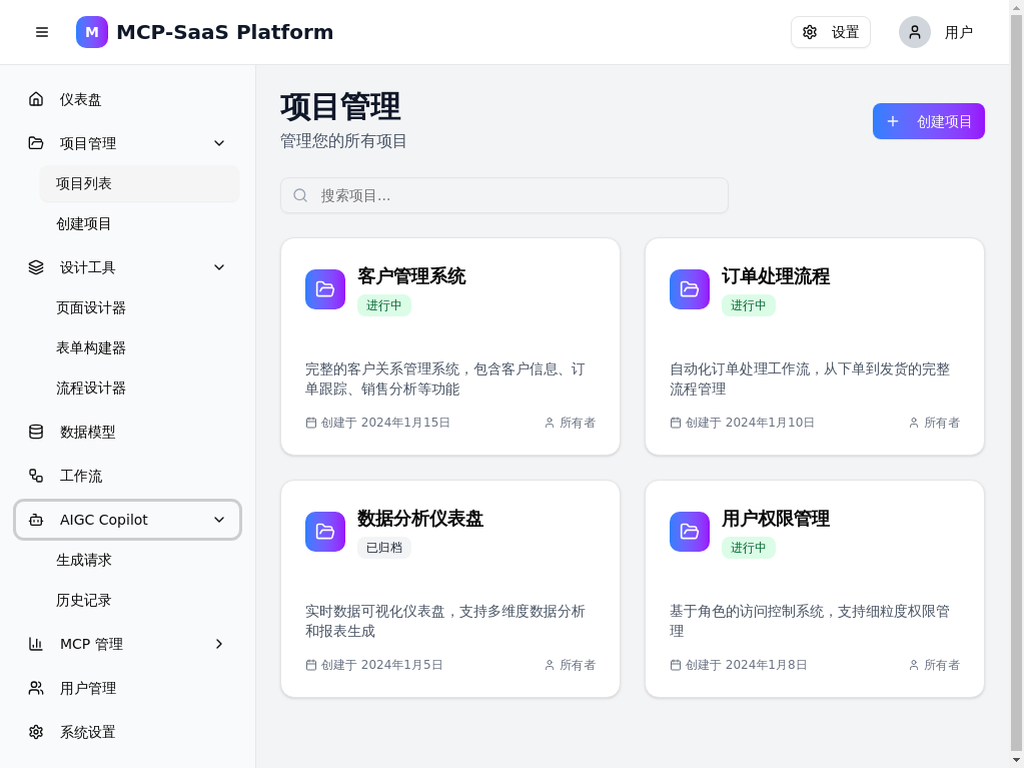 M MCP-SaaS Platform
设置
用户
仪表盘
项目管理
项目列表
创建项目
设计工具
页面设计器
表单构建器
流程设计器
数据模型
工作流
AIGC Copilot
生成请求
历史记录
MCP 管理
用户管理
系统设置
项目管理
管理您的所有项目
创建项目
搜索项目...
客户管理系统
进行中
完整的客户关系管理系统，包含客户信息、订
单跟踪、销售分析等功能
创建于 2024年1月15日
所有者
订单处理流程
进行中
自动化订单处理工作流，从下单到发货的完整
流程管理
创建于 2024年1月10日
所有者
数据分析仪表盘
已归档
实时数据可视化仪表盘，支持多维度数据分析
和报表生成
创建于 2024年1月5日
所有者
用户权限管理
进行中
基于角色的访问控制系统，支持细粒度权限管
理
创建于 2024年1月8日
所有者